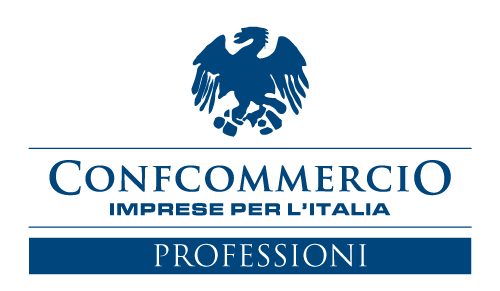 CONFCOMMERCIO
IMPRESE PER L'ITALIA
PROFESSIONI